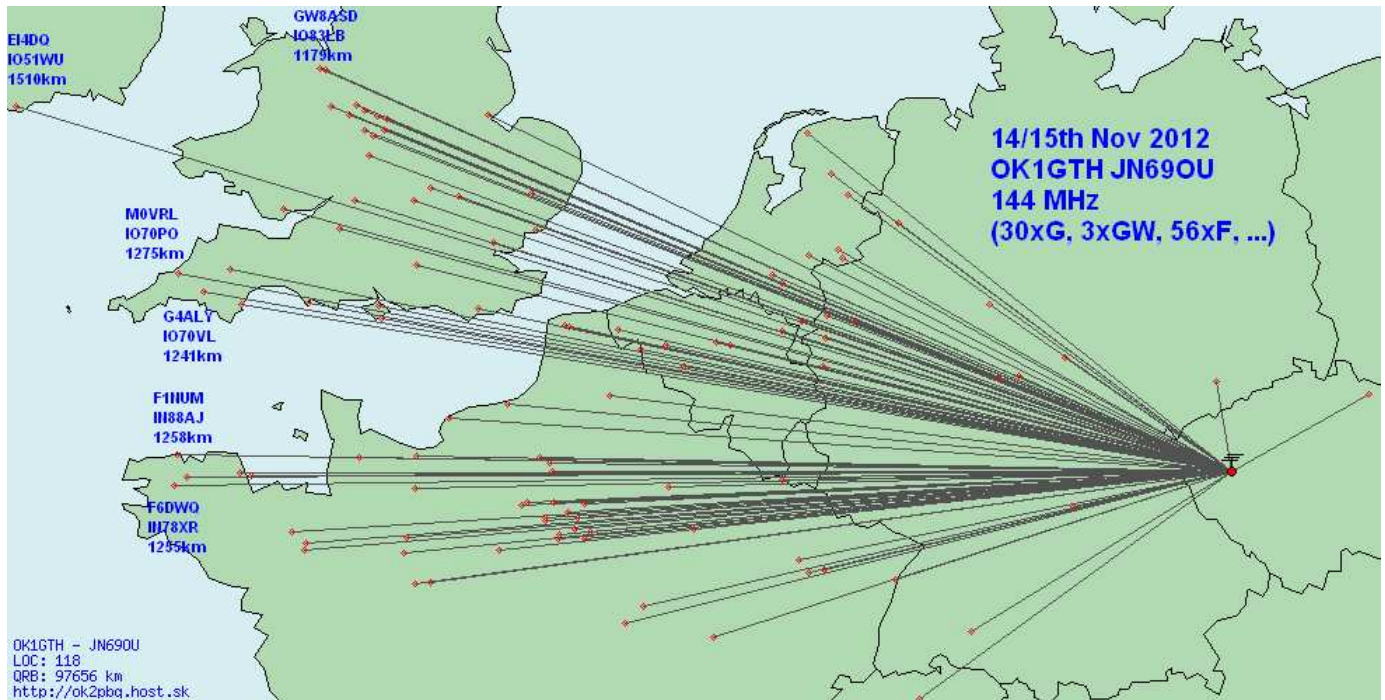 GW8ASD
IO83LB
1179km
EI4DQ
IO51WU
1510km
14/15th Nov 2012
OK1GTH JN69OU
144 MHz
(30xG, 3xGW, 56xF, ...)
M0VRL
IO70PO
1275km
G4ALY
IO70VL
1241km
F1NUM
IN88AJ
1258km
F6DWQ
IN78XR
1255km
OK1GTH - JN69OU
LOC: 118
QRB: 97656 km
http://ok2pbq.host.sk